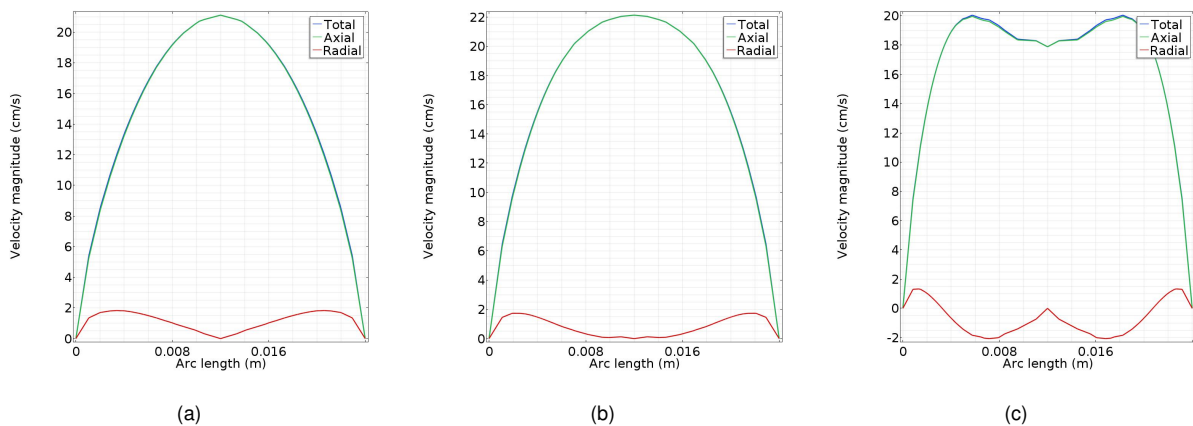 Velocity magnitude (cm/s)
20
18
16
14
12
10
8
6
4
2
0
Total
Axial
Radial
0
0.008
0.016
Arc length (m)
(a)
Velocity magnitude (cm/s)
22
20
18
16
14
12
10
8
6
4
2
0
Total
Axial
Radial
0
0.008
0.016
Arc length (m)
(b)
Velocity magnitude (cm/s)
20
18
16
14
12
10
8
6
4
2
0
-2
Total
Axial
Radial
0
0.008
0.016
Arc length (m)
(c)